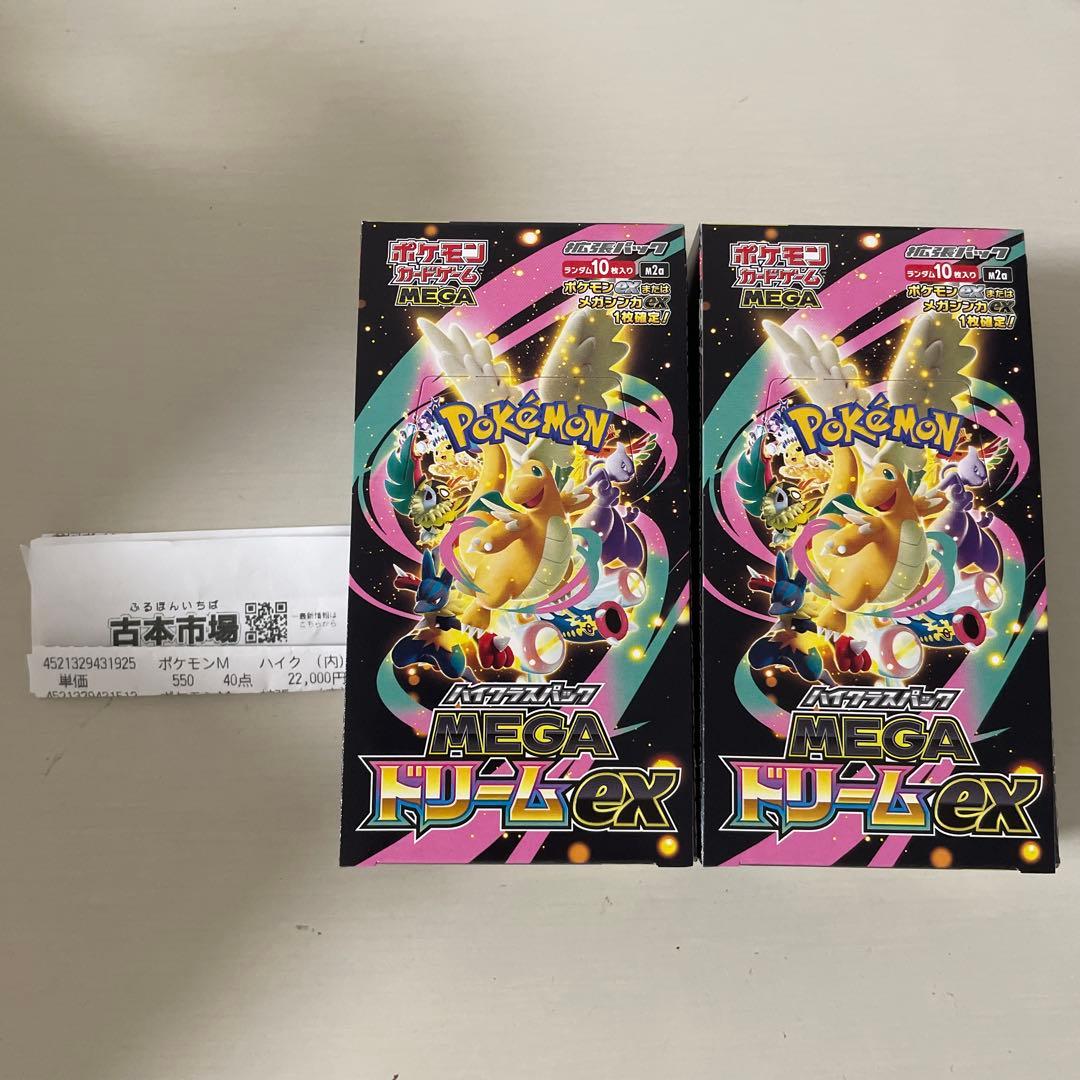 ふるほんいちば
古本市場
最新情報は
こちらから
4521329431925 ポケモンM ハイク (内)
単価 550 40点 22,000円
ポケモン
カードゲーム
MEGA
拡張パック
ランダム10枚入り M2a
ポケモンexまたは
メガシンカex
1枚確定!
POKÉMON
ハイクラスパック
MEGA
ドリームex
ポケモン
カードゲーム
MEGA
拡張パック
ランダム10枚入り M2a
ポケモンexまたは
メガシンカex
1枚確定!
POKÉMON
ハイクラスパック
MEGA
ドリームex